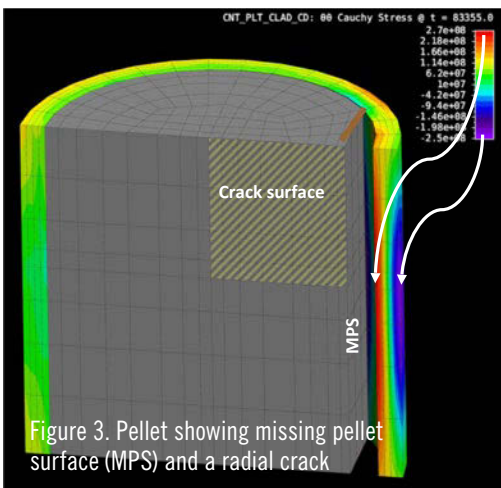 CNT_PLT_CLAD_CD: θθ Cauchy Stress @ t = 83355.0
2.7e+08
2.18e+08
1.66e+08
1.14e+08
6.2e+07
1e+07
-4.2e+07
-9.4e+07
-1.46e+08
-1.98e+08
-2.5e+08
Crack surface
MPS
Figure 3. Pellet showing missing pellet
surface (MPS) and a radial crack